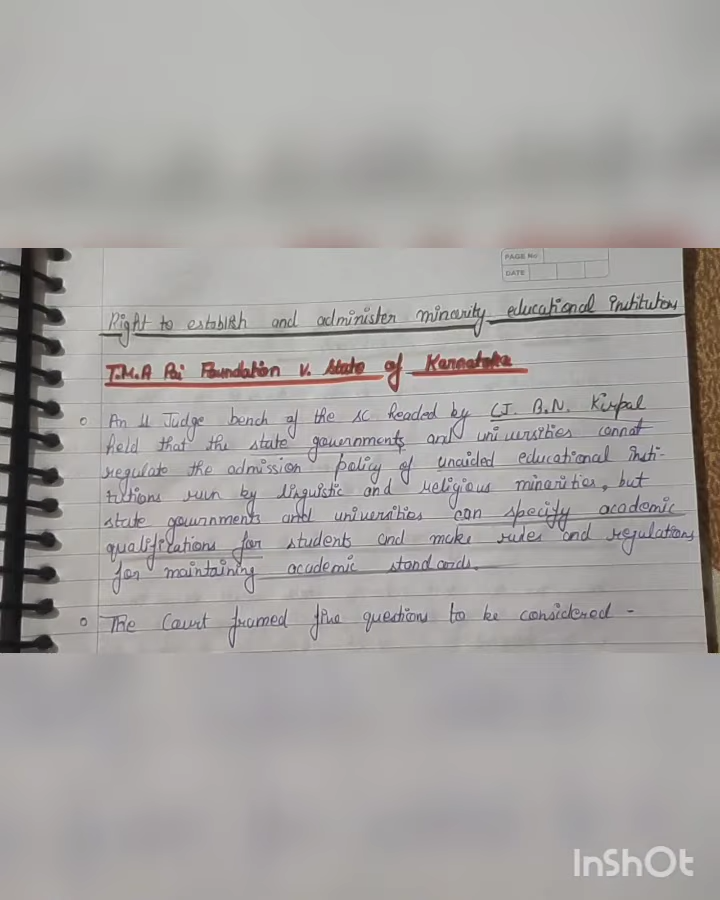 PAGE No
DATE
Right to establish and administer minority educational institution
T.M.A Pai Foundation v. State of Karnataka
An 11 Judge bench of the SC headed by CJ. B.N. Kirpal
held that the state governments and universities cannot
regulate the admission policy of unaided educational insti-
tutions run by linguistic and religious minorities, but
state governments and universities can specify academic
qualifications for students and make rules and regulations
for maintaining academic standards.
The Court framed five questions to be considered -
InShOt